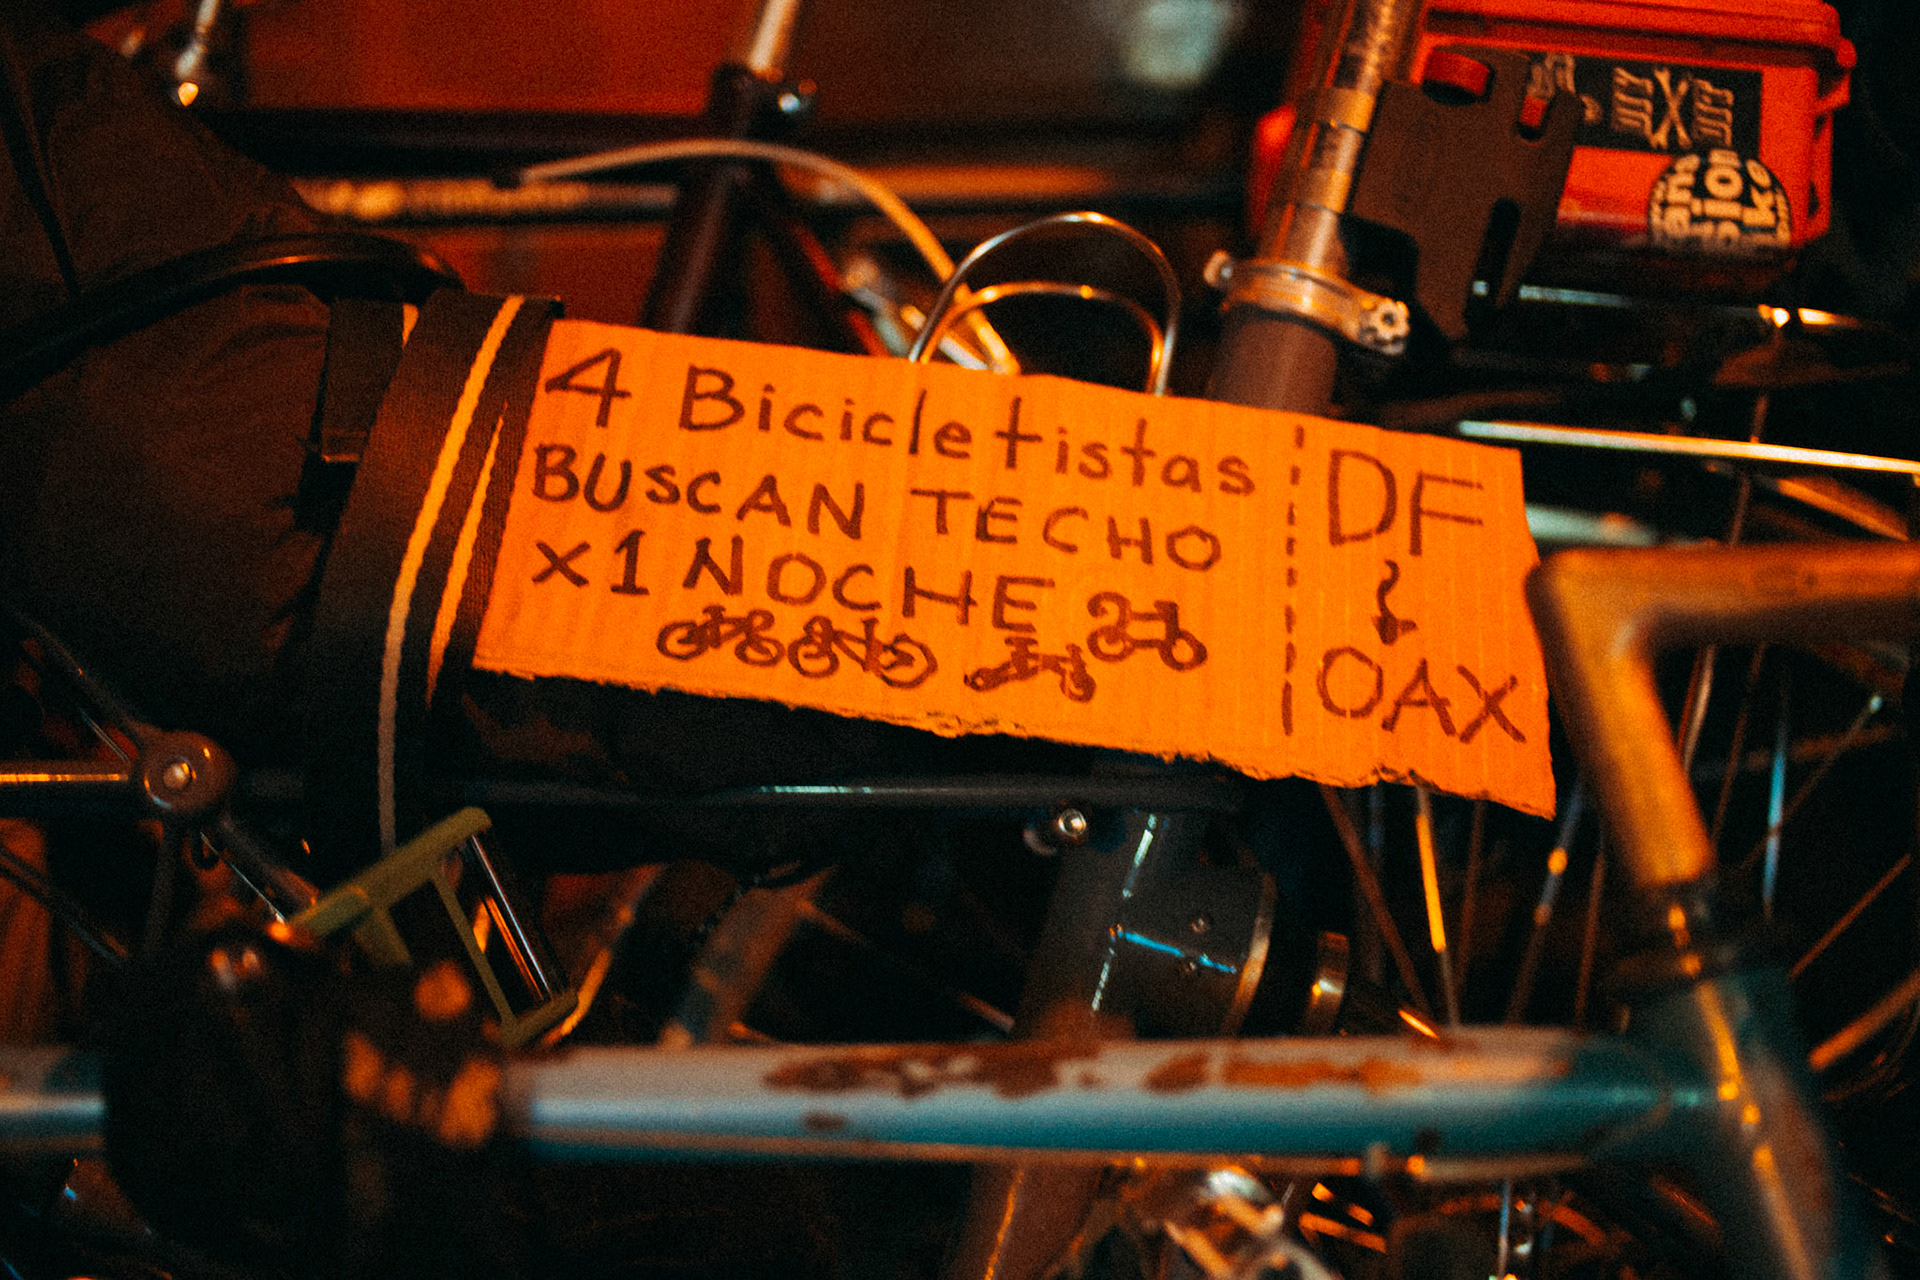 4 Bicicletistas
BUSCAN TECHO
x1 NOCHE
DF
OAX